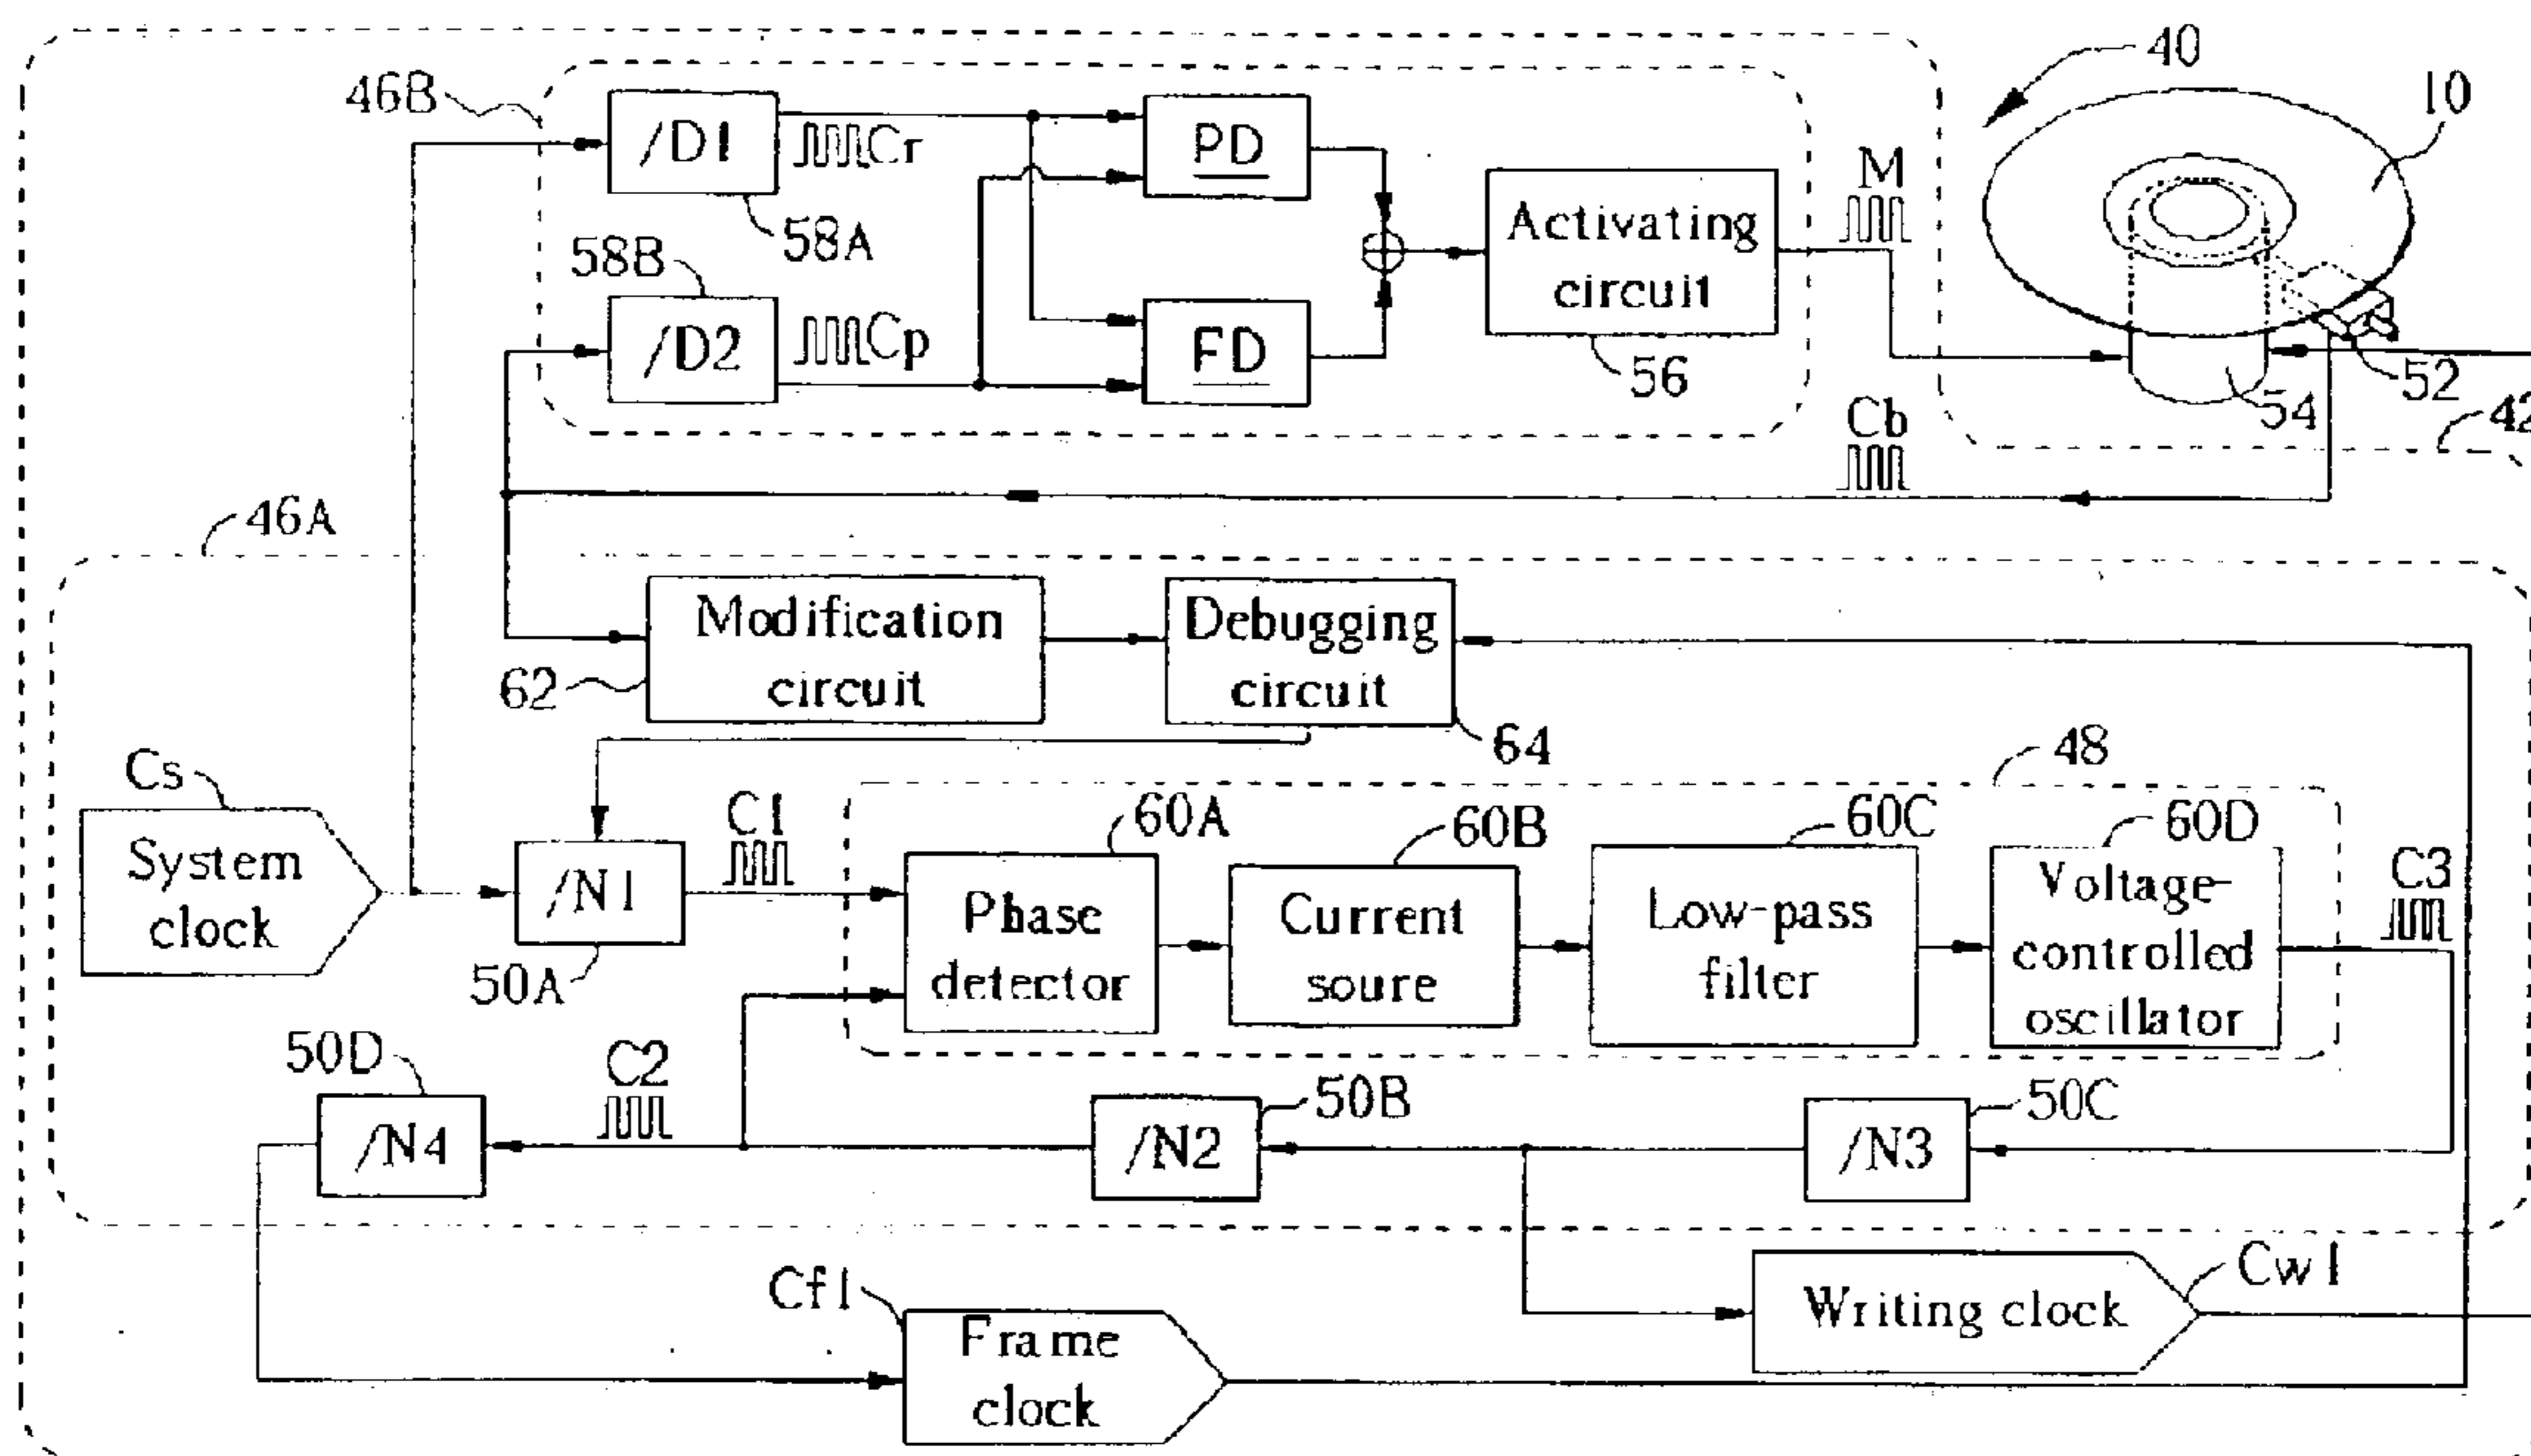 40
10
46B
/D1
Cr
PD
M
58A
58B
Activating
circuit
/D2
Cp
FD
56
52
54
42
Cb
46A
Modification
circuit
Debugging
circuit
62
64
Cs
48
C1
60A
60B
60C
60D
System
clock
/N1
Phase
detector
Current
soure
Low-pass
filter
Voltage-
controlled
oscillator
C3
50A
50D
C2
50B
50C
/N4
/N2
/N3
Cf1
Cw1
Frame
clock
Writing clock